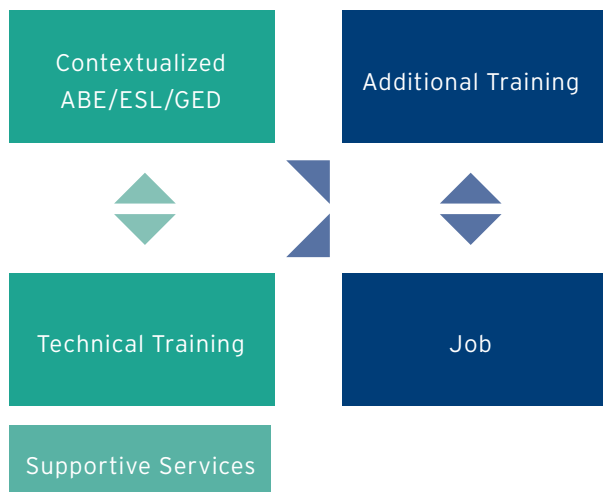 Contextualized
ABE/ESL/GED
Additional Training
Technical Training
Job
Supportive Services